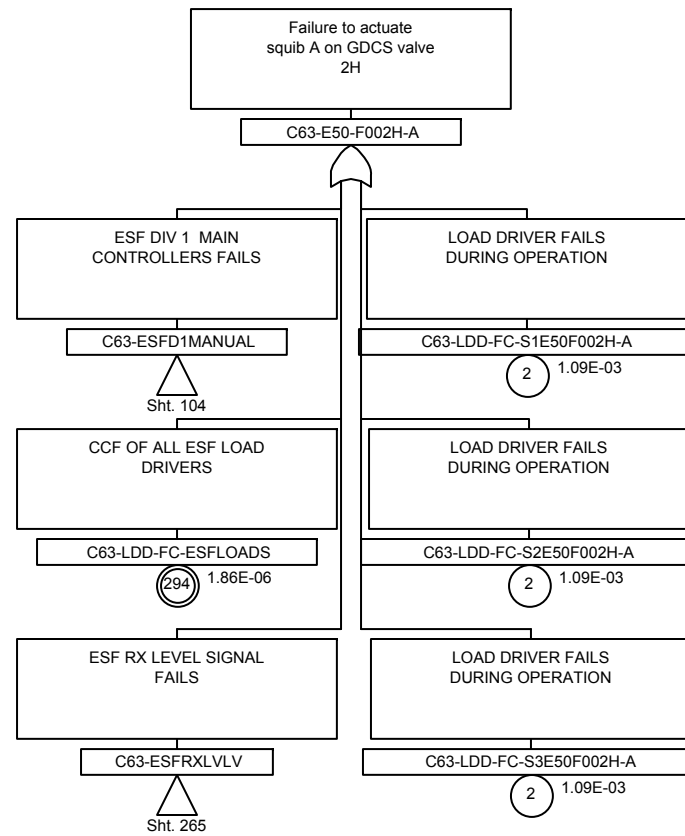 Failure to actuate
squib A on GDCS valve
2H
C63-E50-F002H-A
ESF DIV 1 MAIN
CONTROLLERS FAILS
C63-ESFD1MANUAL
Sht. 104
LOAD DRIVER FAILS
DURING OPERATION
C63-LDD-FC-S1E50F002H-A
2
1.09E-03
CCF OF ALL ESF LOAD
DRIVERS
C63-LDD-FC-ESFLOADS
294
1.86E-06
LOAD DRIVER FAILS
DURING OPERATION
C63-LDD-FC-S2E50F002H-A
2
1.09E-03
ESF RX LEVEL SIGNAL
FAILS
C63-ESFRXLVLV
Sht. 265
LOAD DRIVER FAILS
DURING OPERATION
C63-LDD-FC-S3E50F002H-A
2
1.09E-03